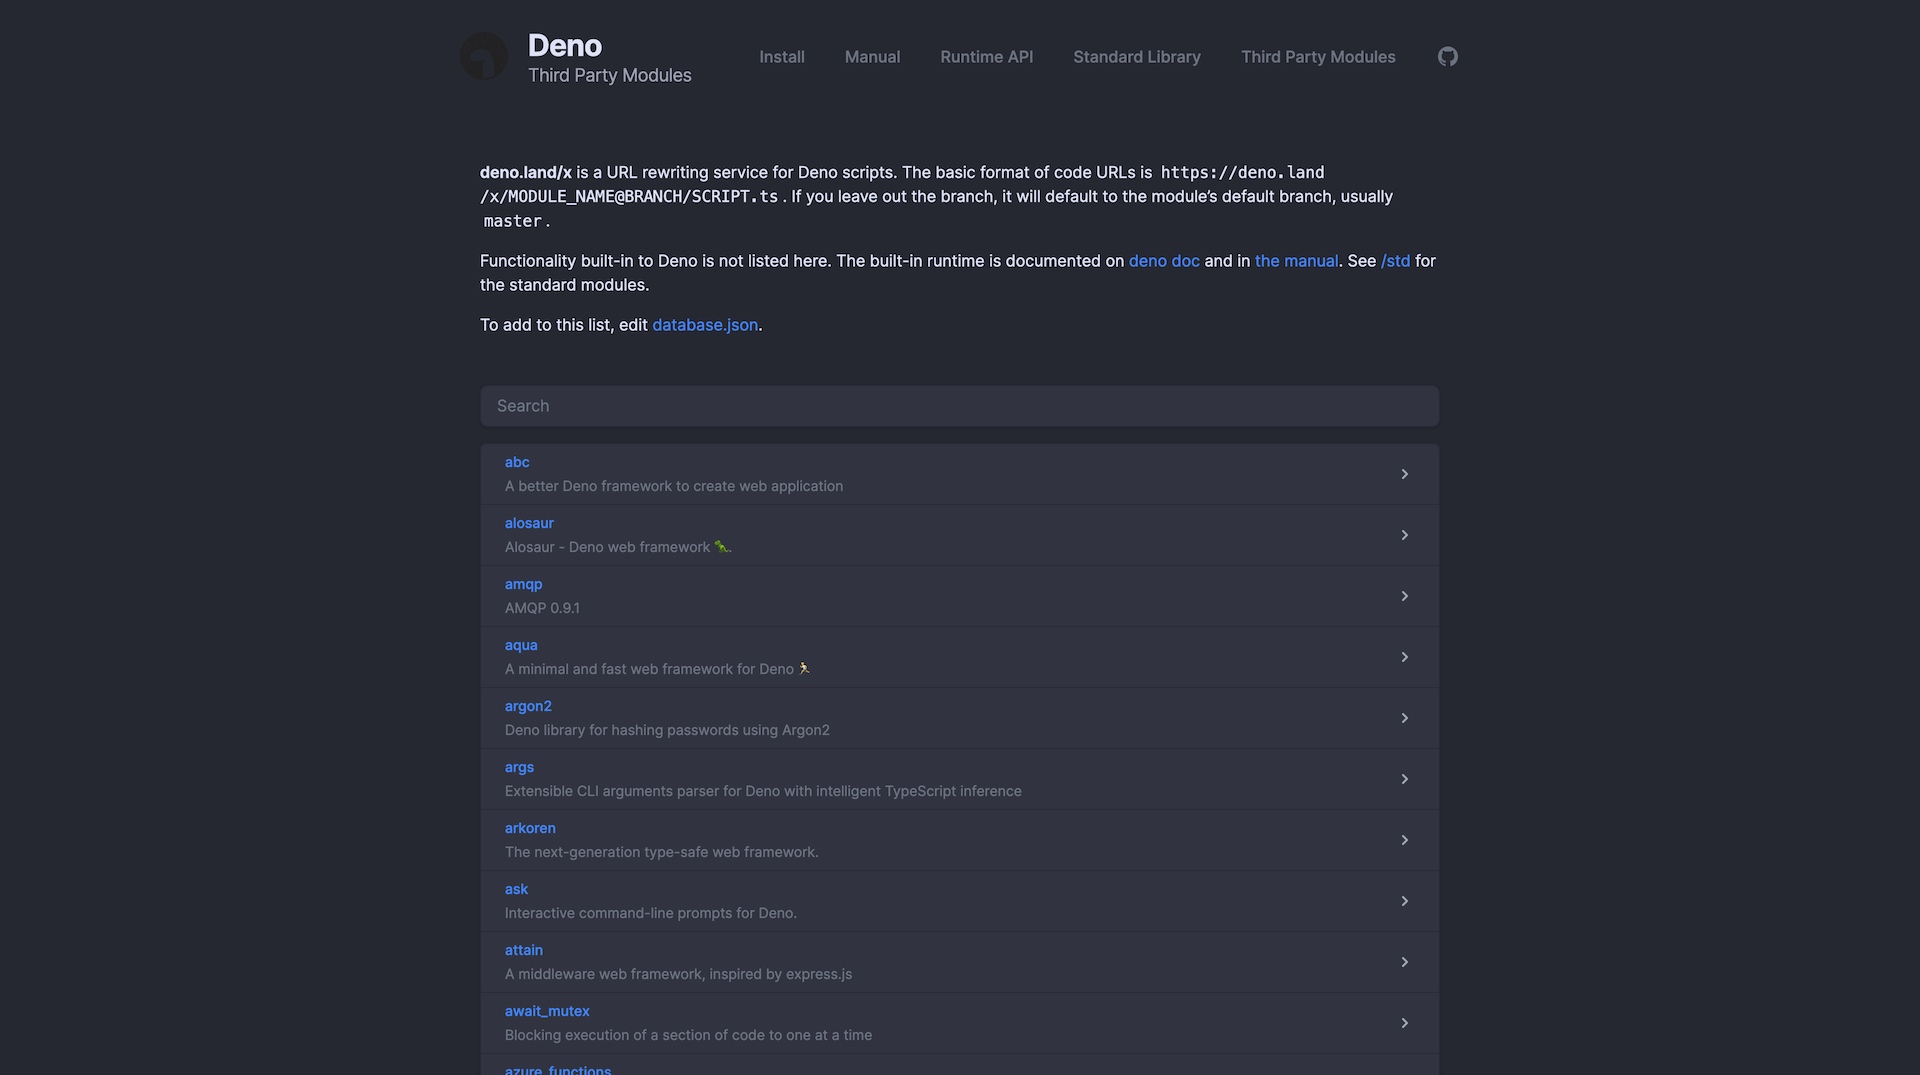 Deno
Third Party Modules
Install
Manual
Runtime API
Standard Library
Third Party Modules
deno.land/x is a URL rewriting service for Deno scripts. The basic format of code URLs is https://deno.land
/x/MODULE_NAME@BRANCH/SCRIPT.ts . If you leave out the branch, it will default to the module’s default branch, usually
master .
Functionality built-in to Deno is not listed here. The built-in runtime is documented on deno doc and in the manual. See /std for
the standard modules.
To add to this list, edit database.json.
Search
abc
A better Deno framework to create web application
alosaur
Alosaur - Deno web framework 🦖.
amqp
AMQP 0.9.1
aqua
A minimal and fast web framework for Deno 🏃
argon2
Deno library for hashing passwords using Argon2
args
Extensible CLI arguments parser for Deno with intelligent TypeScript inference
arkoren
The next-generation type-safe web framework.
ask
Interactive command-line prompts for Deno.
attain
A middleware web framework, inspired by express.js
await_mutex
Blocking execution of a section of code to one at a time
azure_functions